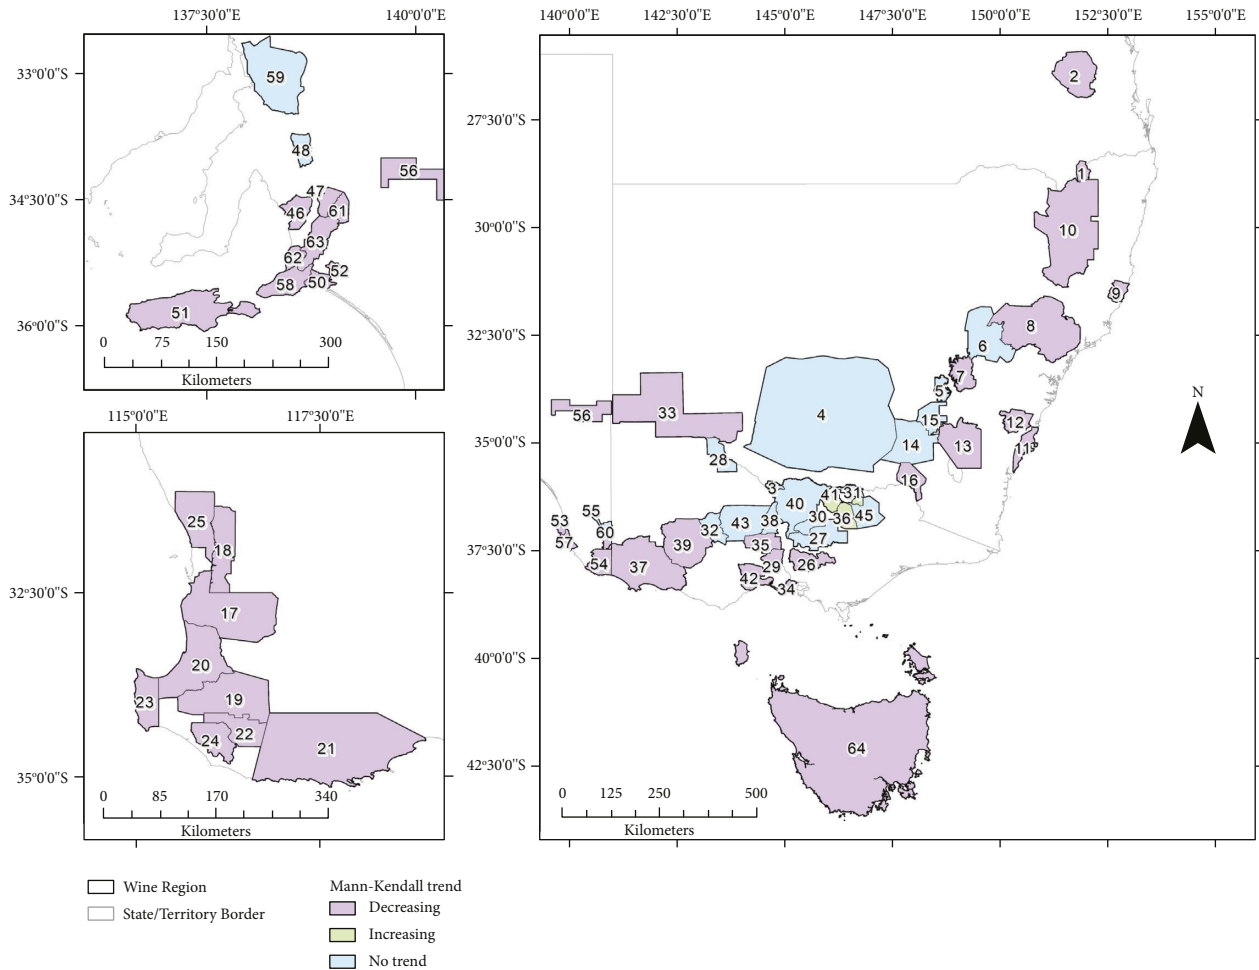 137°30'0"S 140°0'0"S
33°0'0"S
34°30'0"S
36°0'0"S
59
48
56
47
46 61
63
62
52
58 50
51
0 75 150 300
Kilometers
115°0'0"E 117°30'0"E
32°30'0"S
35°0'0"S
25
18
17
20
23 19
24 22
21
0 85 170 340
Kilometers
140°0'0"E 142°30'0"E 145°0'0"E 147°30'0"E 150°0'0"E 152°30'0"E 155°0'0"E
27°30'0"S
30°0'0"S
32°30'0"S
35°0'0"S
37°30'0"S
40°0'0"S
42°30'0"S
2
1
10
9
8
6
7
5
4
56 33
15 12
14 13 11
28
16
3 41 31
40
55 30 36 45
53 60 32 43 38
57 39 35 27
54 37 29 26
42 34
64
N
0 125 250 500
Kilometers
Wine Region
State/Territory Border
Mann-Kendall trend
Decreasing
Increasing
No trend